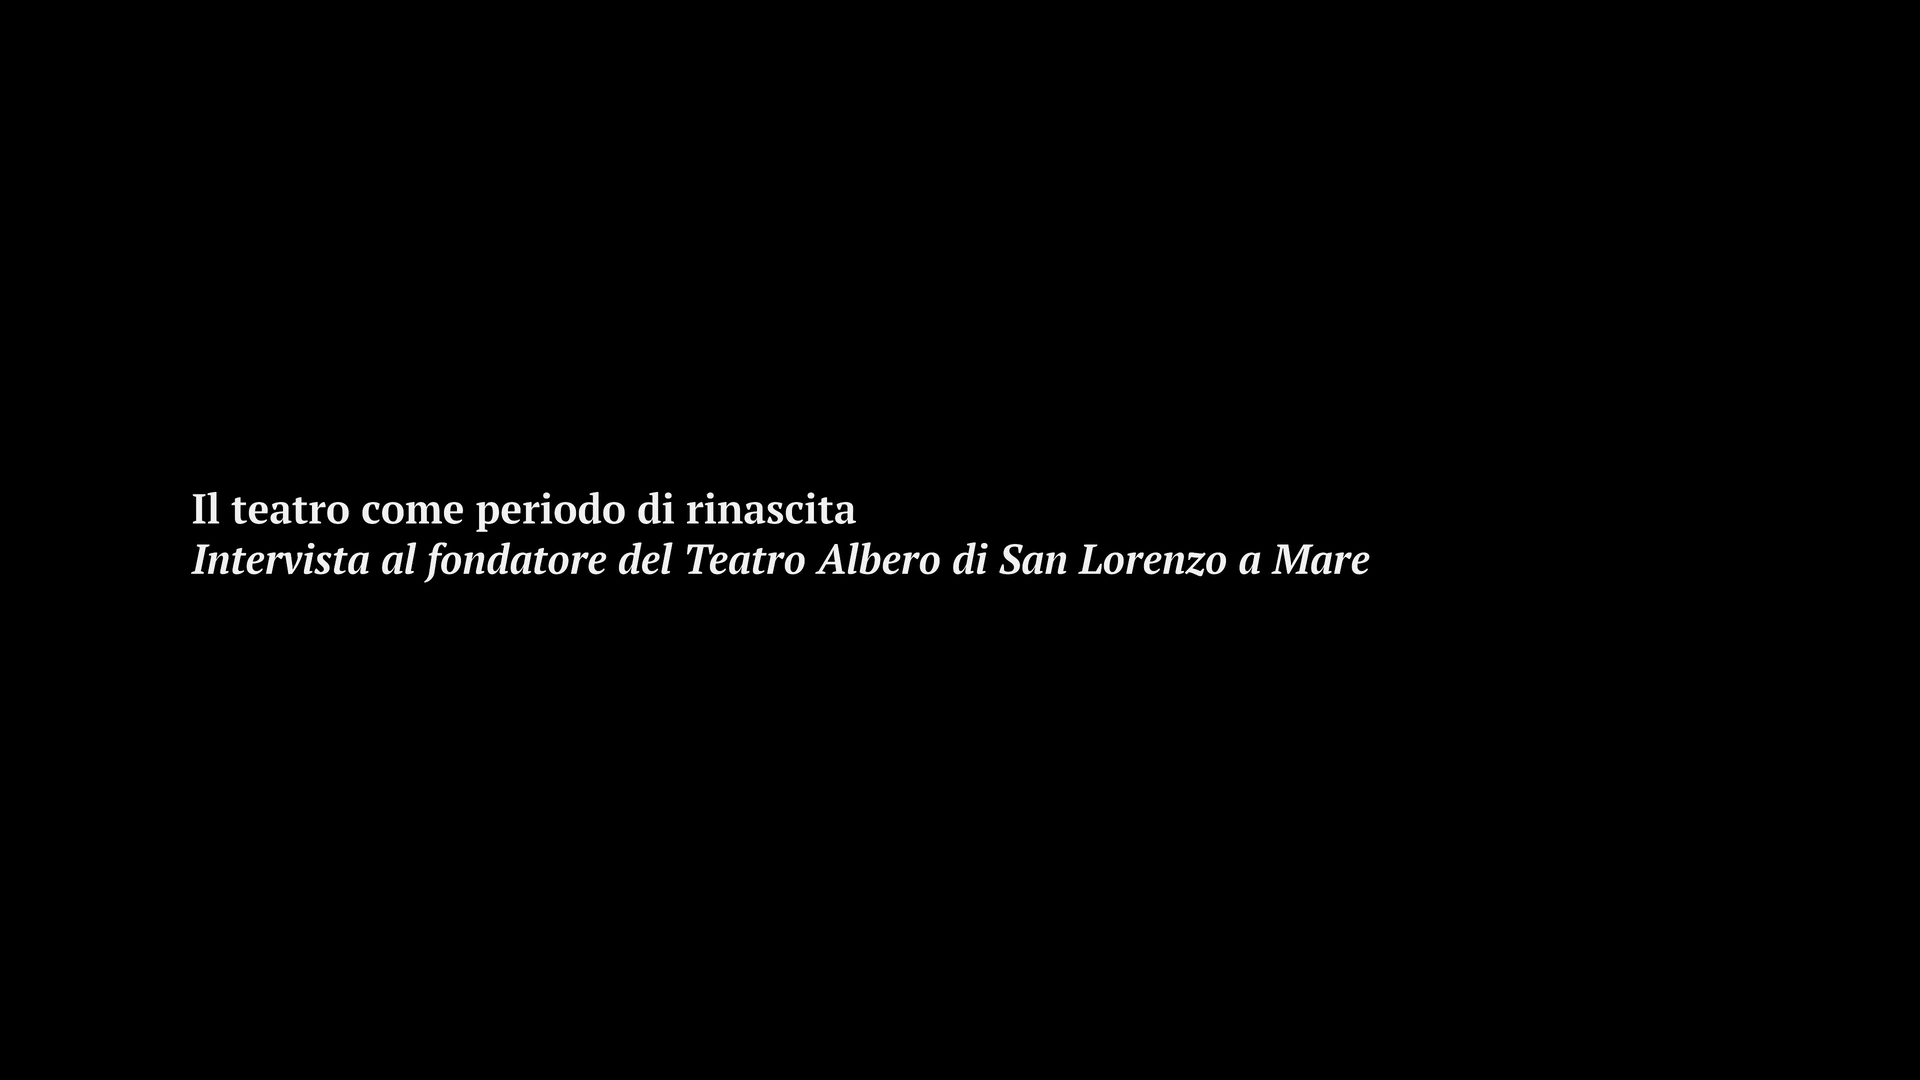 Il teatro come periodo di rinascita
Intervista al fondatore del Teatro Albero di San Lorenzo a Mare